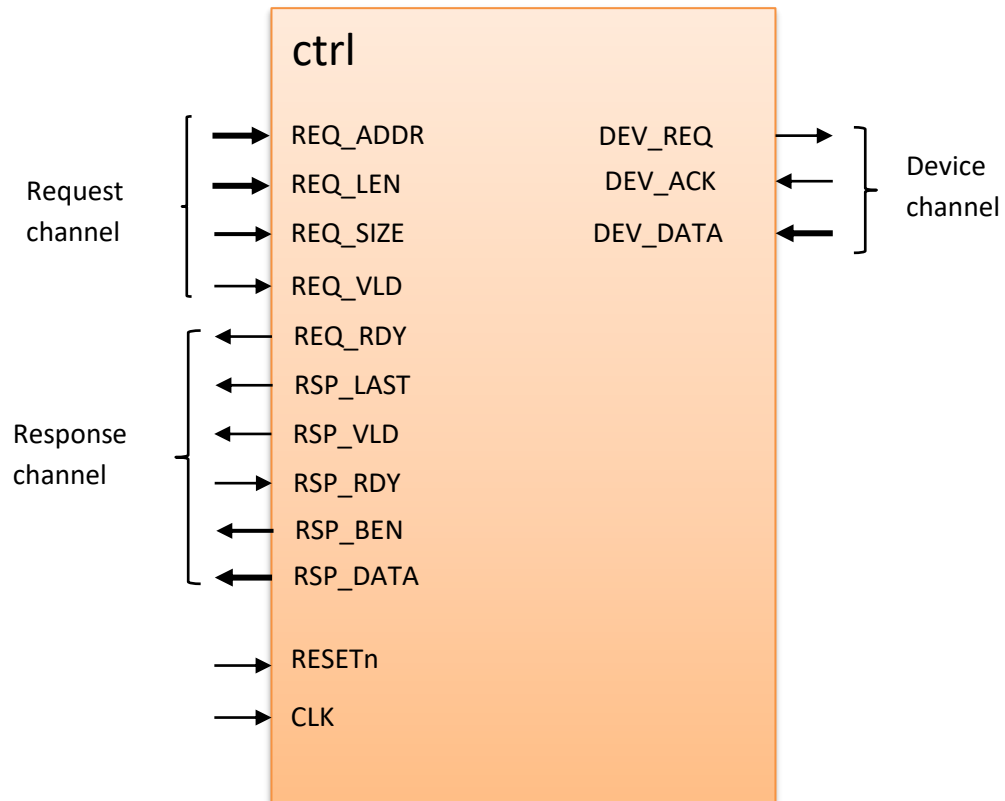 ctrl
Request
channel
REQ_ADDR
REQ_LEN
REQ_SIZE
REQ_VLD
Response
channel
REQ_RDY
RSP_LAST
RSP_VLD
RSP_RDY
RSP_BEN
RSP_DATA
RESETn
CLK
DEV_REQ
DEV_ACK
DEV_DATA
Device
channel